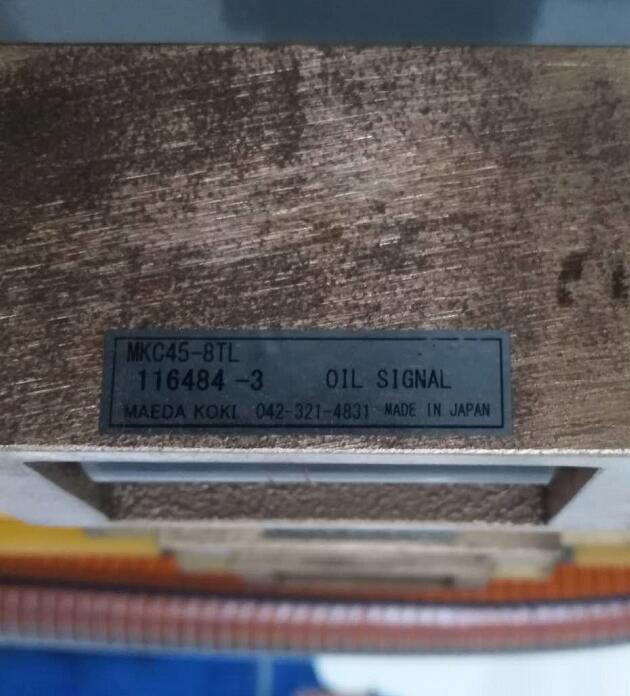 MKC45-8TL
116484 -3 OIL SIGNAL
MAEDA KOKI 042-321-4831 MADE IN JAPAN